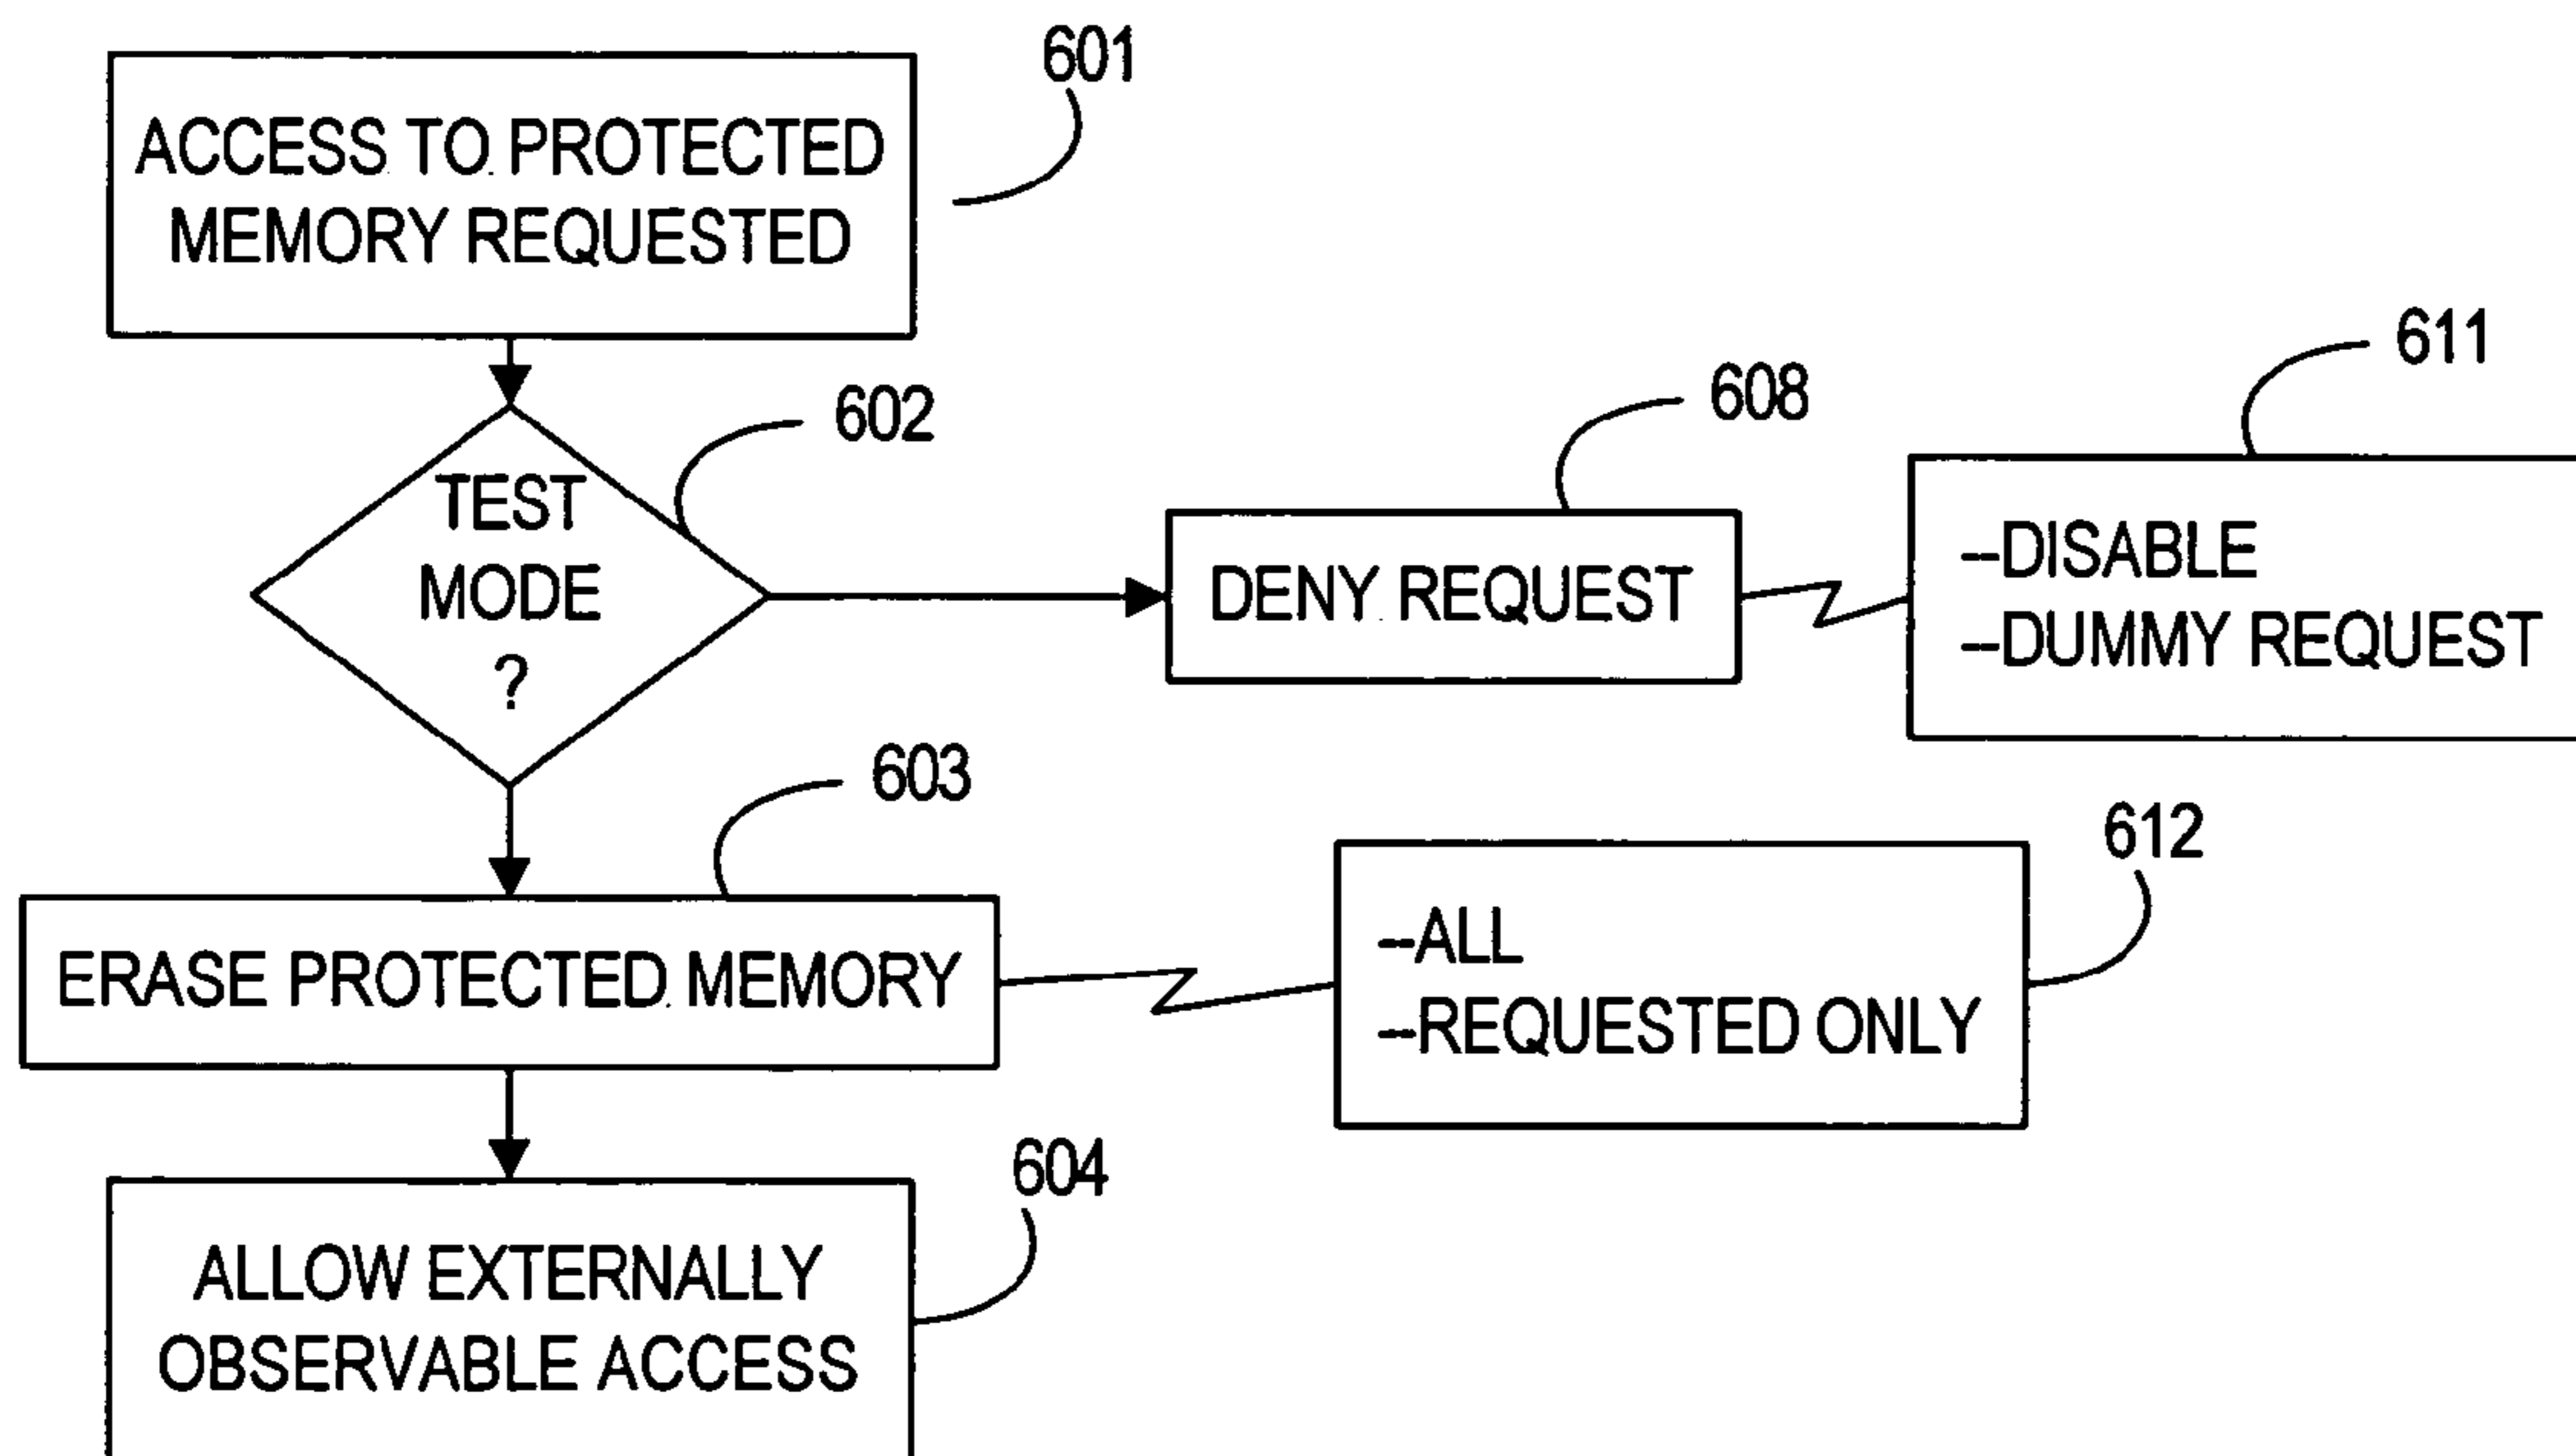 601
ACCESS TO PROTECTED
MEMORY REQUESTED
602
TEST
MODE
?
608
DENY REQUEST
611
--DISABLE
--DUMMY REQUEST
603
ERASE PROTECTED MEMORY
612
--ALL
--REQUESTED ONLY
604
ALLOW EXTERNALLY
OBSERVABLE ACCESS